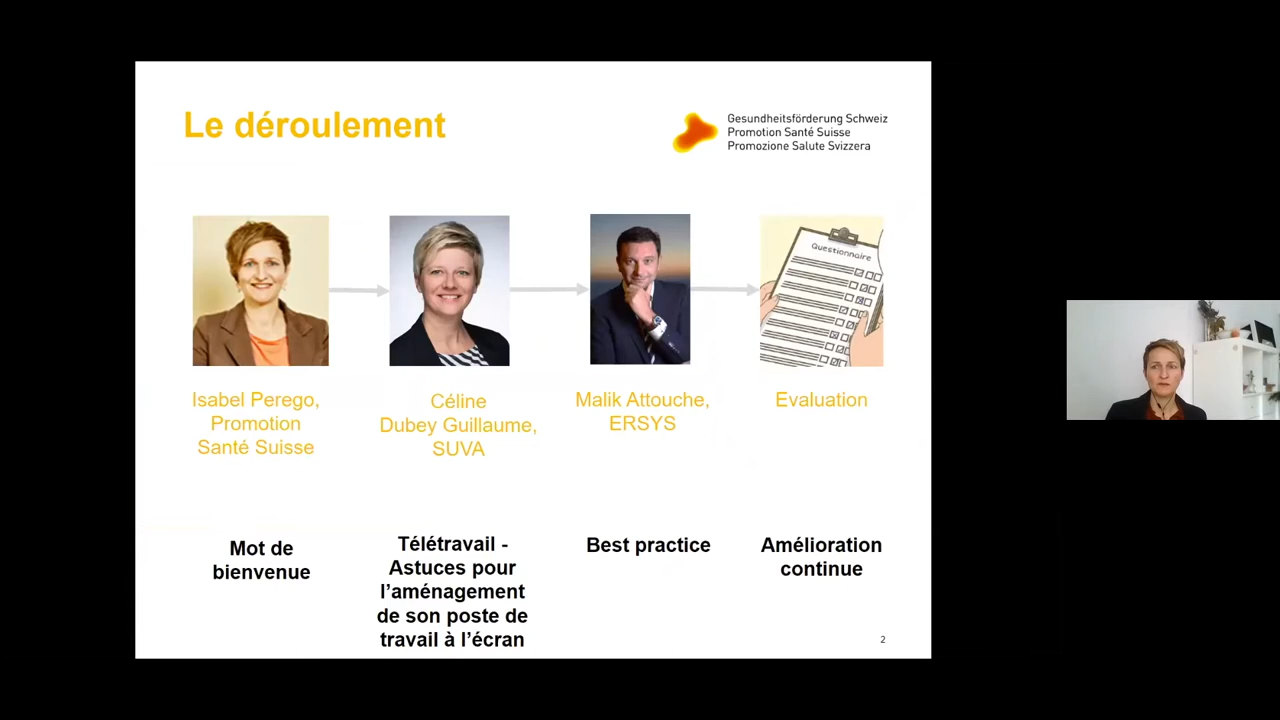 Le déroulement
Gesundheitsförderung Schweiz
Promotion Santé Suisse
Promozione Salute Svizzera
Questionnaire
Isabel Perego,
Promotion
Santé Suisse
Céline
Dubey Guillaume,
SUVA
Malik Attouche,
ERSYS
Evaluation
Mot de
bienvenue
Télétravail -
Astuces pour
l’aménagement
de son poste de
travail à l’écran
Best practice
Amélioration
continue
2